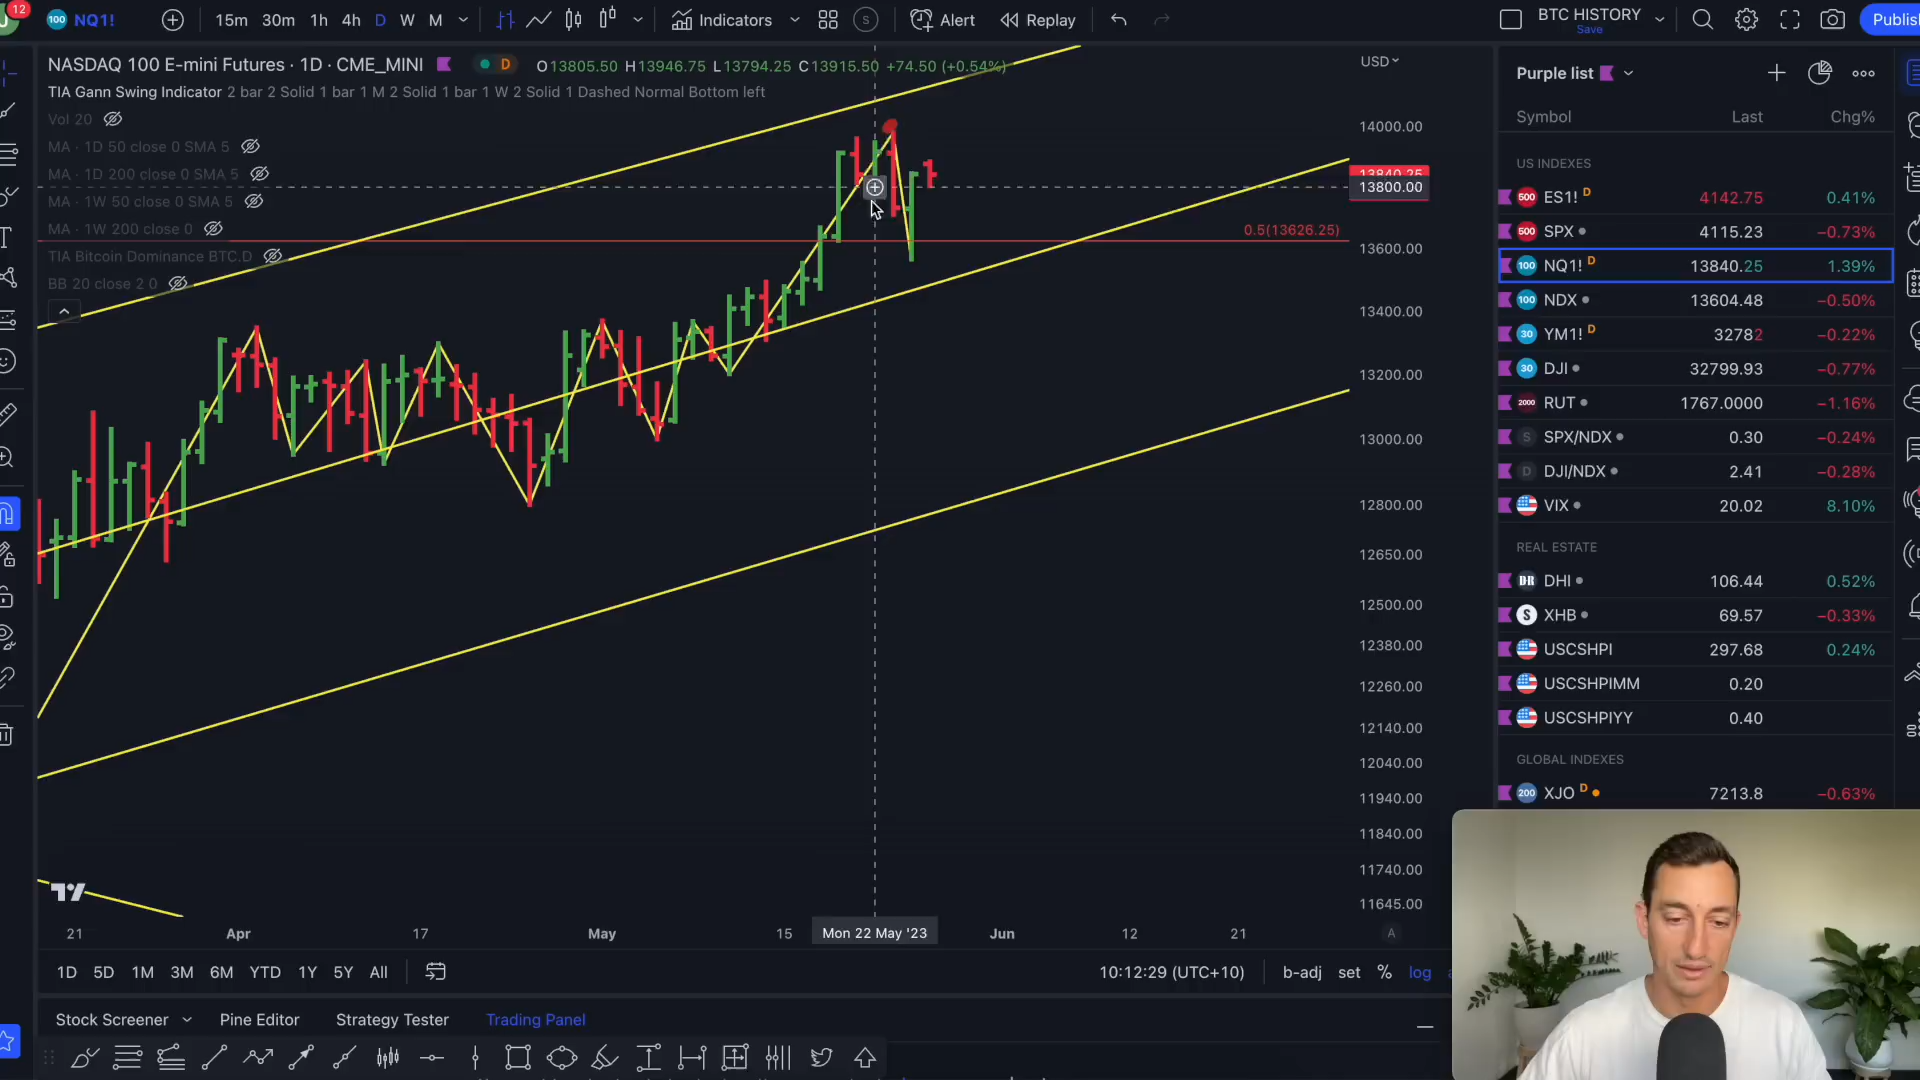 12
100 NQ1! 15m 30m 1h 4h D W M Indicators S Alert Replay BTC HISTORY Publis
Save
NASDAQ 100 E-mini Futures · 1D · CME_MINI D O13805.50 H13946.75 L13794.25 C13915.50 +74.50 (+0.54%)
TIA Gann Swing Indicator 2 bar 2 Solid 1 bar 1 M 2 Solid 1 bar 1 W 2 Solid 1 Dashed Normal Bottom left
Vol 20
MA · 1D 50 close 0 SMA 5
MA · 1D 200 close 0 SMA 5
MA · 1W 50 close 0 SMA 5
MA · 1W 200 close 0
TIA Bitcoin Dominance BTC.D
BB 20 close 2 0
USD
14000.00
13840.25
13800.00
0.5(13626.25)
13600.00
13400.00
13200.00
13000.00
12800.00
12650.00
12500.00
12380.00
12260.00
12140.00
12040.00
11940.00
11840.00
11740.00
11645.00
21 Apr 17 May 15 Mon 22 May '23 Jun 12 21 A
1D 5D 1M 3M 6M YTD 1Y 5Y All 10:12:29 (UTC+10) b-adj set % log
Stock Screener Pine Editor Strategy Tester Trading Panel
Purple list
Symbol Last Chg%
US INDEXES
500 ES1! D 4142.75 0.41%
500 SPX 4115.23 −0.73%
100 NQ1! D 13840.25 1.39%
100 NDX 13604.48 −0.50%
30 YM1! D 32782 −0.22%
30 DJI 32799.93 −0.77%
2000 RUT 1767.0000 −1.16%
S SPX/NDX 0.30 −0.24%
D DJI/NDX 2.41 −0.28%
VIX 20.02 8.10%
REAL ESTATE
DHI 106.44 0.52%
S XHB 69.57 −0.33%
USCSHPI 297.68 0.24%
USCSHPIMM 0.20
USCSHPIYY 0.40
GLOBAL INDEXES
200 XJO D 7213.8 −0.63%